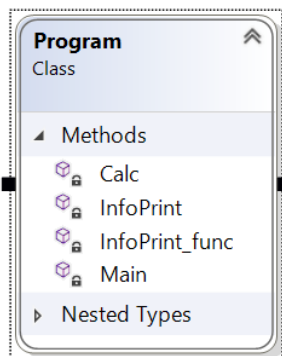 Program
Class
Methods
Calc
InfoPrint
InfoPrint_func
Main
Nested Types